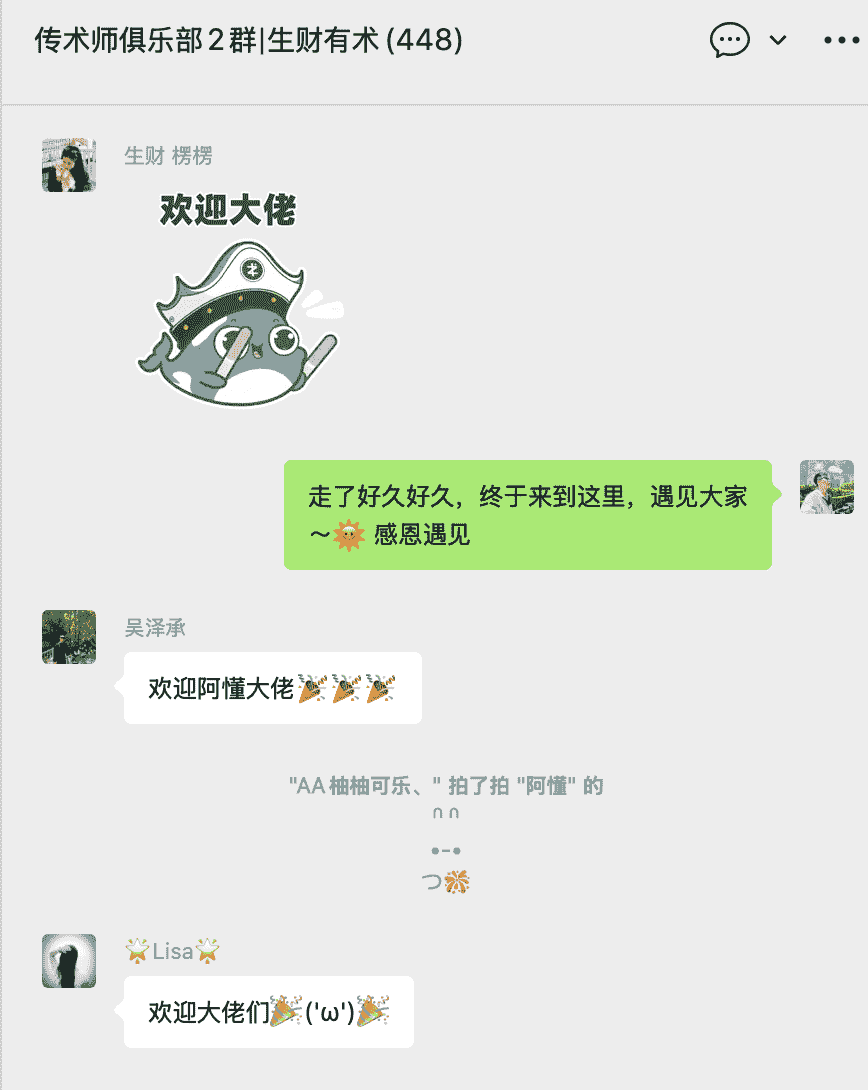 传术师俱乐部2群|生财有术(448)
生财 楞楞
欢迎大佬
走了好久好久，终于来到这里，遇见大家
～🌞 感恩遇见
吴泽承
欢迎阿懂大佬🎉🎉🎉
"AA柚柚可乐、" 拍了拍 "阿懂" 的
∩ ∩
•–•
つ🎆
🌟Lisa🌟
欢迎大佬们🎉('ω')🎉